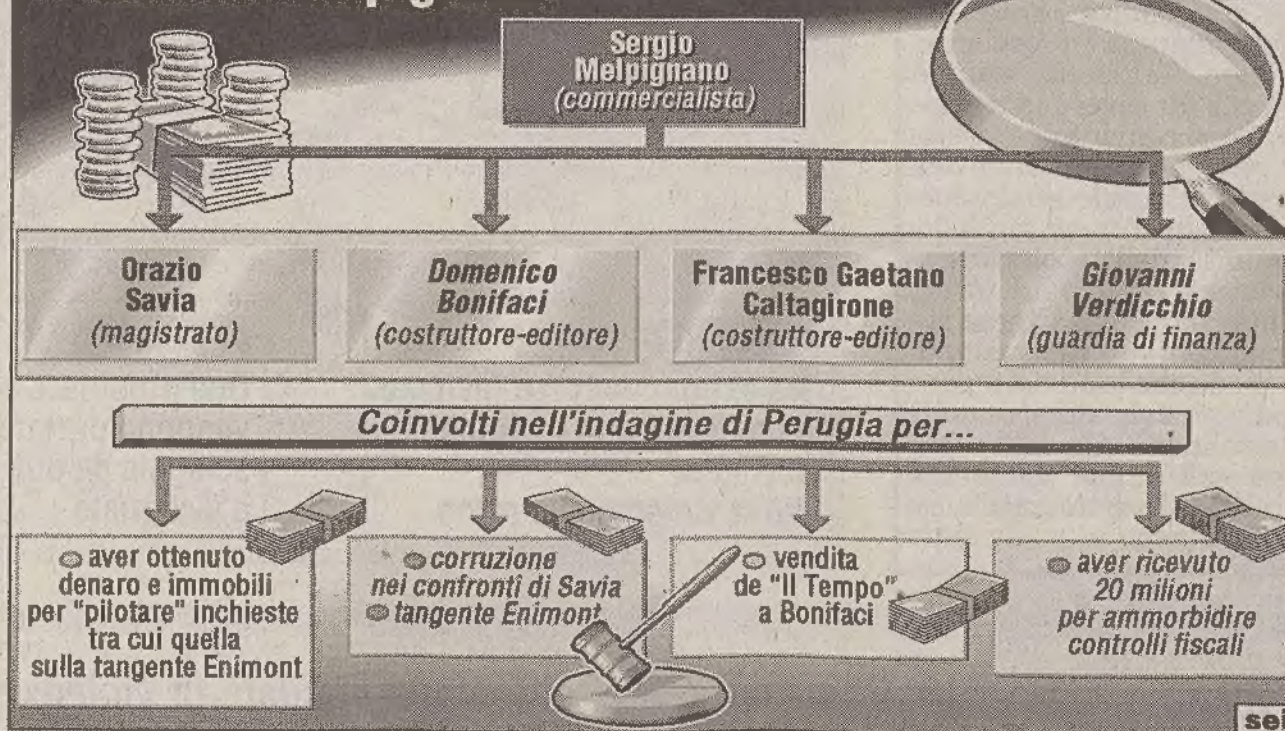 Sergio
Melpignano
(commercialista)
Orazio
Savia
(magistrato)
Domenico
Bonifaci
(costruttore-editore)
Francesco Gaetano
Caltagirone
(costruttore-editore)
Giovanni
Verdicchio
(guardia di finanza)
Coinvolti nell'indagine di Perugia per...
aver ottenuto
denaro e immobili
per "pilotare" inchieste
tra cui quella
sulla tangente Enimont
corruzione
nei confronti di Savia
tangente Enimont
vendita
de "Il Tempo"
a Bonifaci
aver ricevuto
20 milioni
per ammorbidire
controlli fiscali